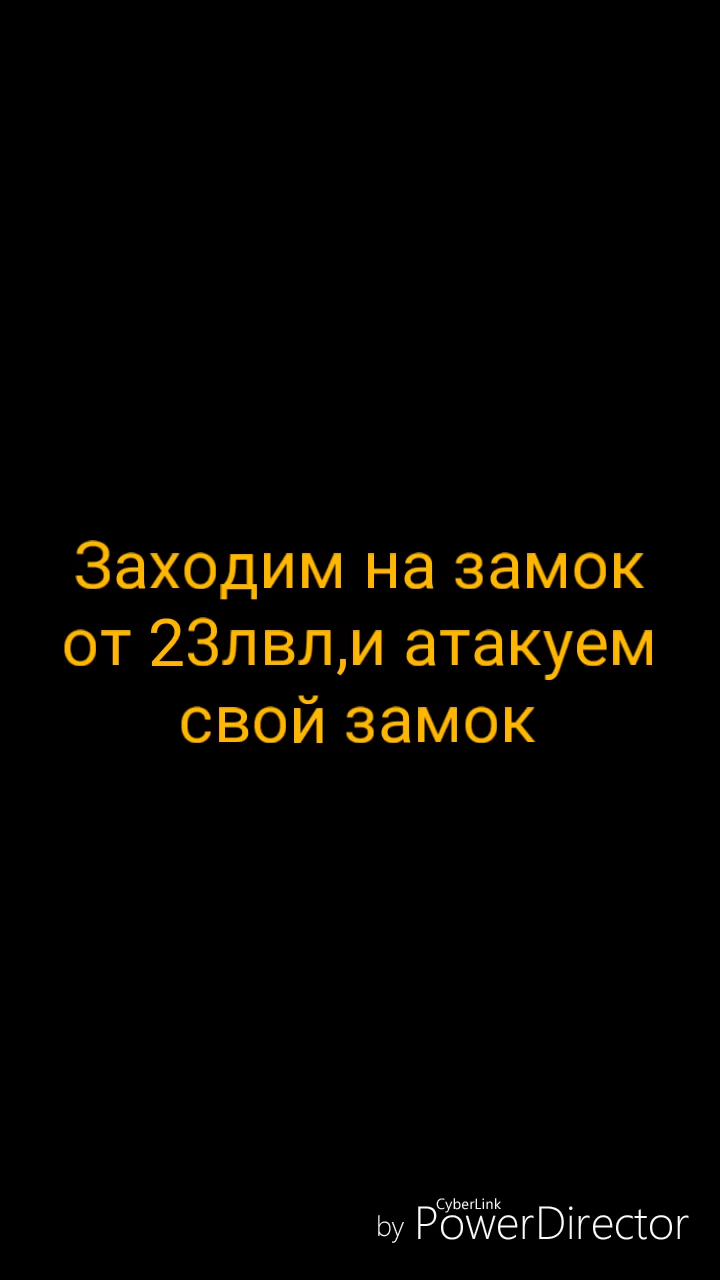 Заходим на замок
от 23лвл,и атакуем
свой замок
CyberLink
by PowerDirector